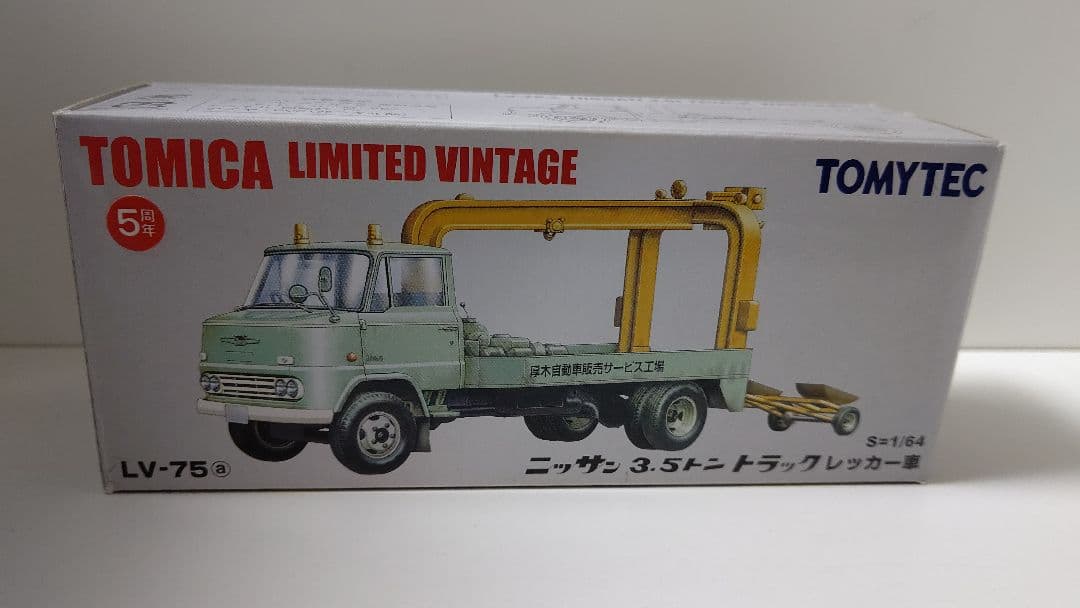 TOMICA LIMITED VINTAGE
TOMYTEC
5周年
厚木自動車販売サービス工場
S=1/64
LV-75ⓐ
ニッサン 3.5トン トラック レッカー車